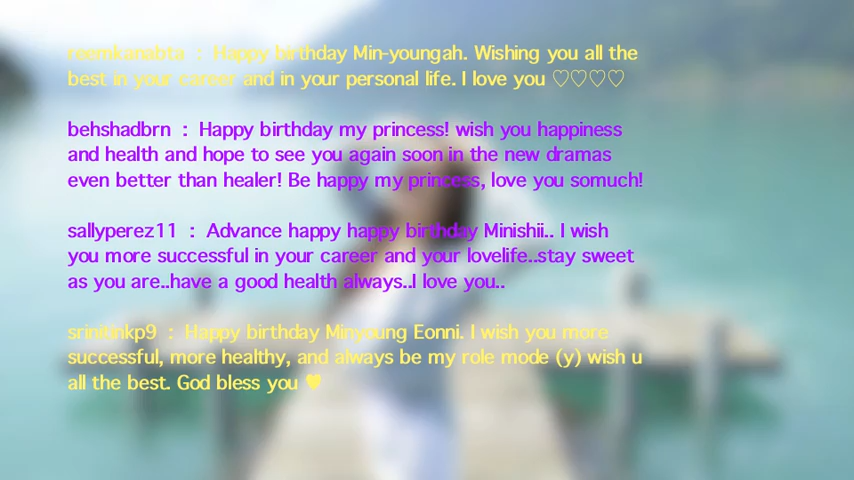 reemkanabta : Happy birthday Min-youngah. Wishing you all the
best in your career and in your personal life. I love you ♡♡♡♡
behshadbrn : Happy birthday my princess! wish you happiness
and health and hope to see you again soon in the new dramas
even better than healer! Be happy my princess, love you somuch!
sallyperez11 : Advance happy happy birthday Minishii.. I wish
you more successful in your career and your lovelife..stay sweet
as you are..have a good health always..I love you..
srinitinkp9 : Happy birthday Minyoung Eonni. I wish you more
successful, more healthy, and always be my role mode (y) wish u
all the best. God bless you ♥